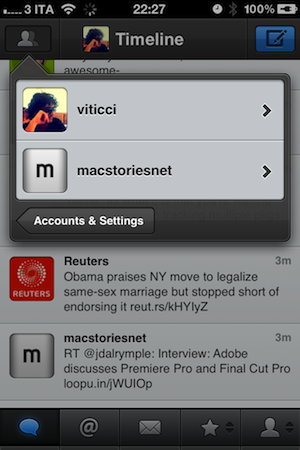 3 ITA 22:27 100%
Timeline
awesome-
viticci
m macstoriesnet
Accounts & Settings
Reuters 3m
Obama praises NY move to legalize
same-sex marriage but stopped short of
endorsing it reut.rs/kHYIyZ
REUTERS
macstoriesnet 3m
m
RT @jdalrymple: Interview: Adobe
discusses Premiere Pro and Final Cut Pro
loopu.in/jWUIOp
@